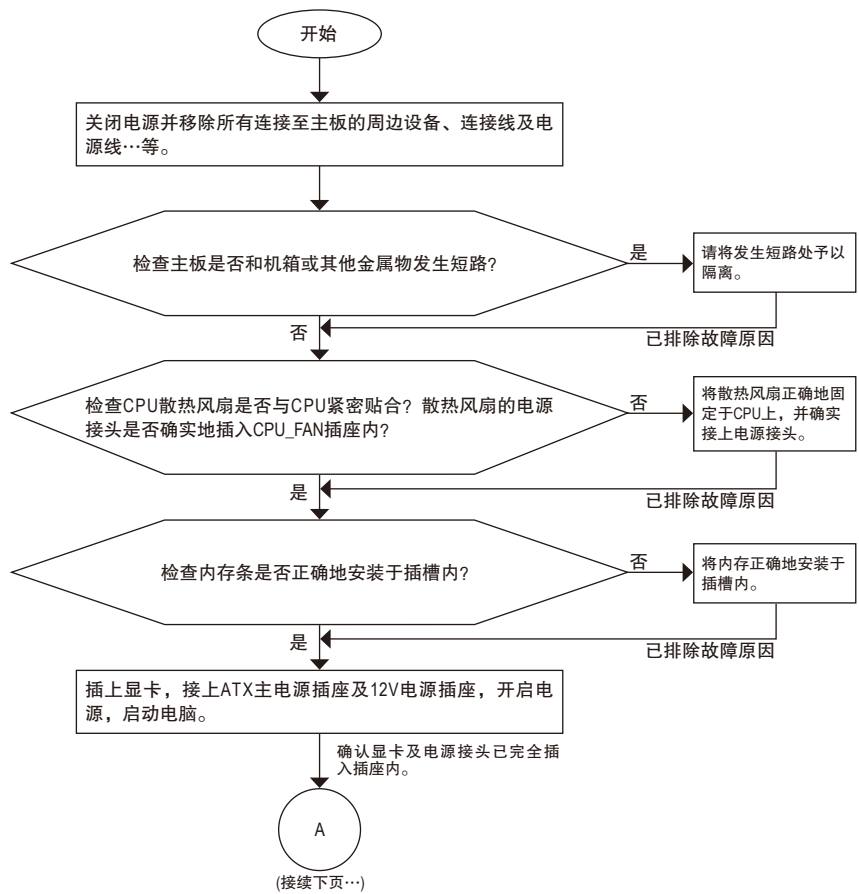 开始
关闭电源并移除所有连接至主板的周边设备、连接线及电
源线…等。
检查主板是否和机箱或其他金属物发生短路？
是
请将发生短路处予以
隔离。
否
已排除故障原因
检查CPU散热风扇是否与CPU紧密贴合？散热风扇的电源
接头是否确实地插入CPU_FAN插座内？
否
将散热风扇正确地固
定于CPU上，并确实
接上电源接头。
是
已排除故障原因
检查内存条是否正确地安装于插槽内？
否
将内存正确地安装于
插槽内。
是
已排除故障原因
插上显卡，接上ATX主电源插座及12V电源插座，开启电
源，启动电脑。
确认显卡及电源接头已完全插
入插座内。
A
(接续下页…)